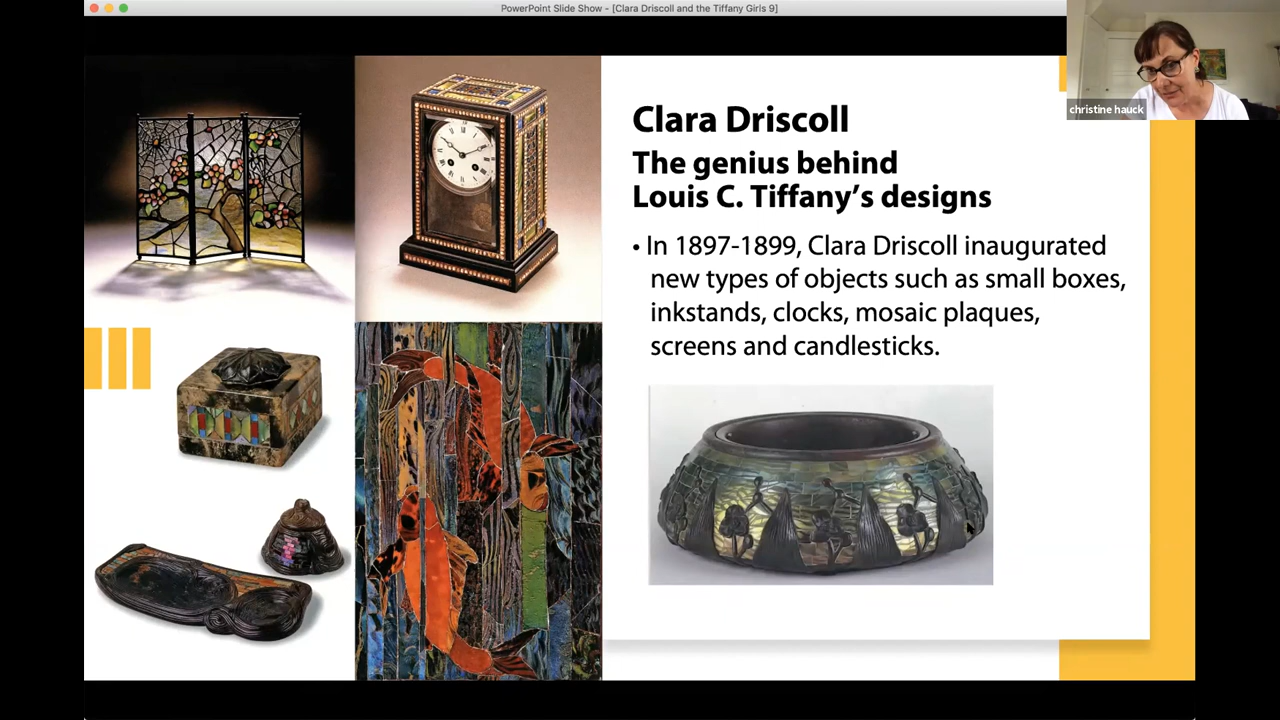 PowerPoint Slide Show - [Clara Driscoll and the Tiffany Girls 9]
christine hauck
Clara Driscoll
The genius behind
Louis C. Tiffany's designs
• In 1897-1899, Clara Driscoll inaugurated
new types of objects such as small boxes,
inkstands, clocks, mosaic plaques,
screens and candlesticks.